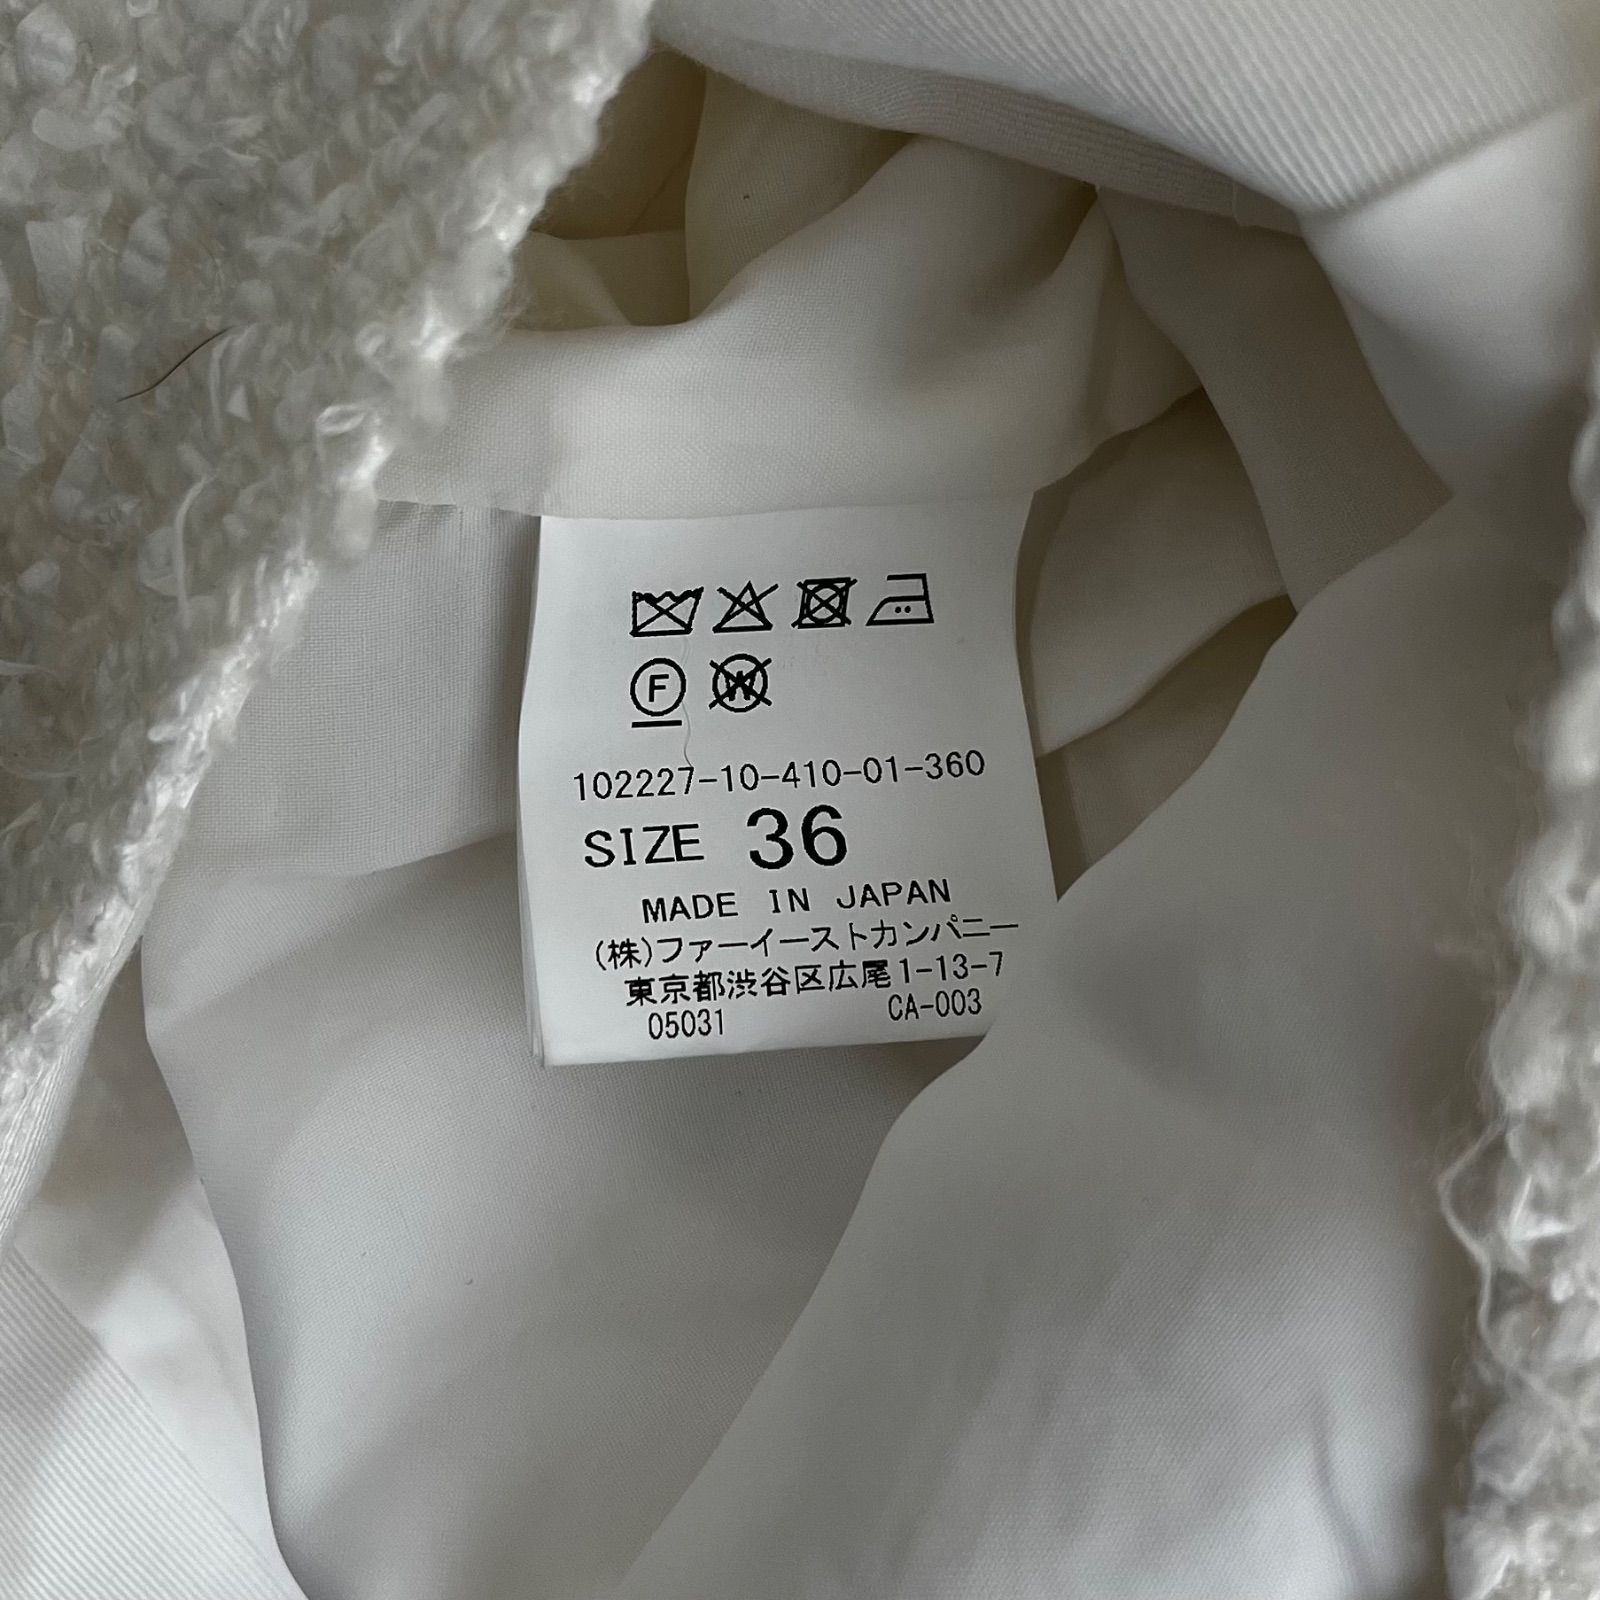 F W
102227-10-410-01-360
SIZE 36
MADE IN JAPAN
(株)ファーイーストカンパニー
東京都渋谷区広尾1-13-7
05031 CA-003